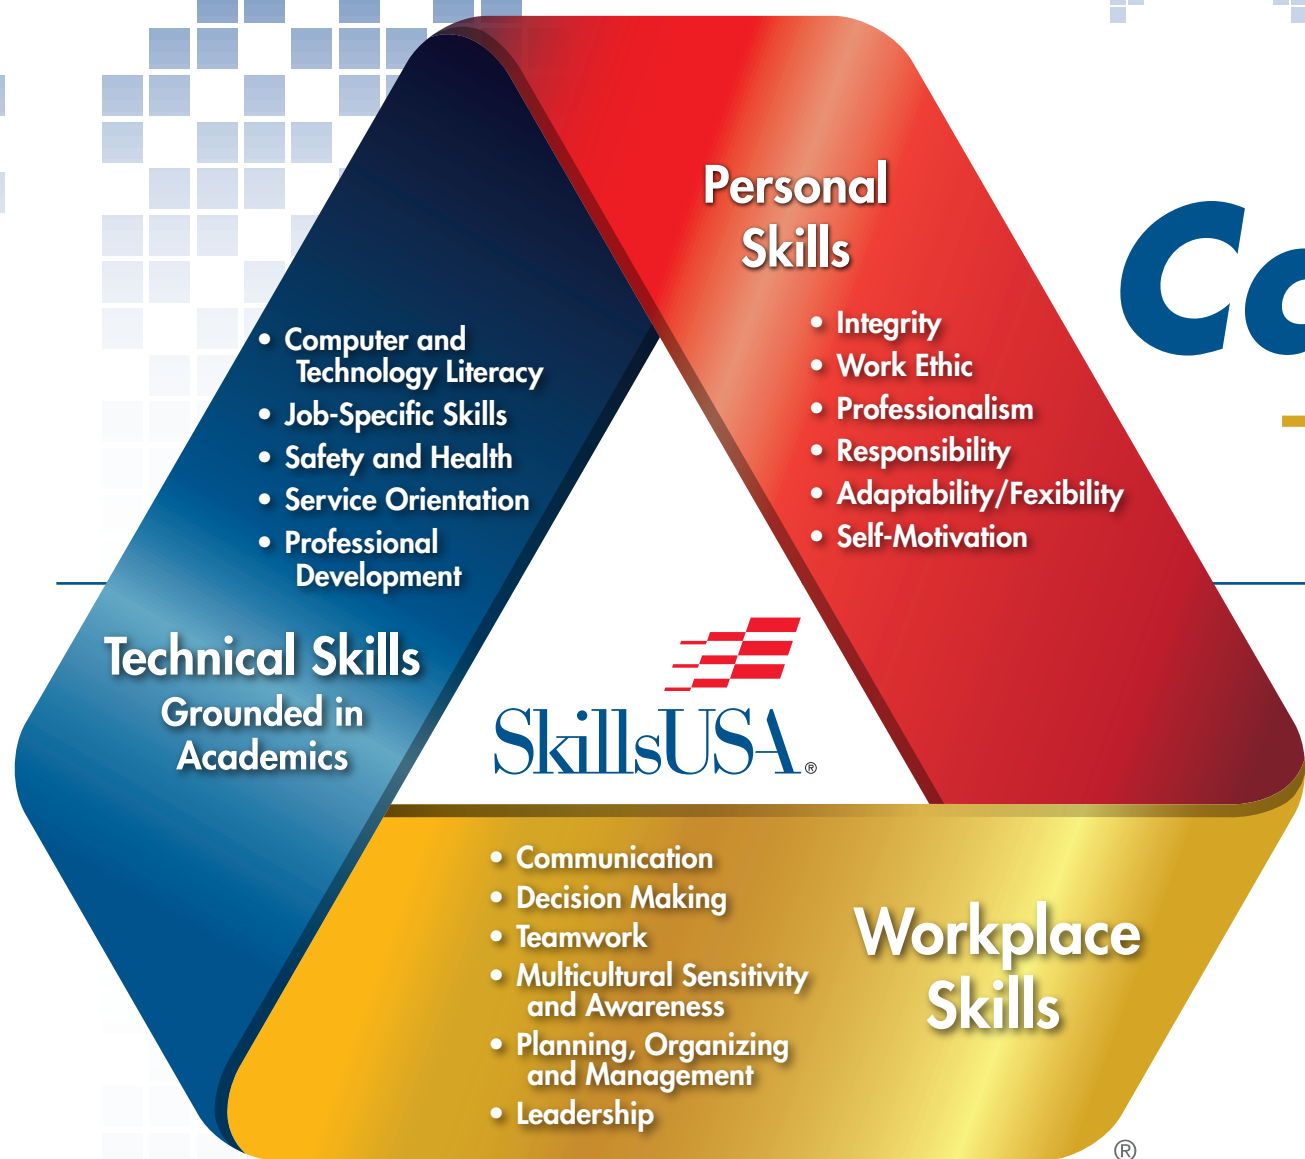 Personal
Skills
• Integrity
• Work Ethic
• Professionalism
• Responsibility
• Adaptability/Fexibility
• Self-Motivation
• Computer and
Technology Literacy
• Job-Specific Skills
• Safety and Health
• Service Orientation
• Professional
Development
Technical Skills
Grounded in
Academics
SkillsUSA®
• Communication
• Decision Making
• Teamwork
• Multicultural Sensitivity
and Awareness
• Planning, Organizing
and Management
• Leadership
Workplace
Skills
®